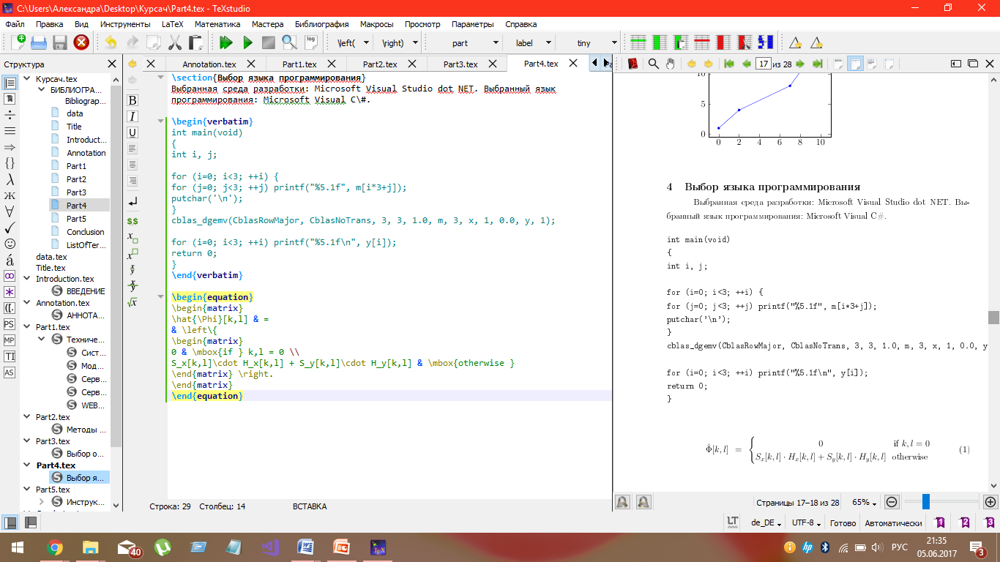 C:\Users\Александра\Desktop\Курсач\Part4.tex - TeXstudio
Файл Правка Вид Инструменты LaTeX Математика Мастера Библиография Макросы Просмотр Параметры Справка
log \left( \right) part label tiny
Структура
Курсач.tex
БИБЛИОГРА...
Bibliograp...
data
Title
Introduct...
Annotation
Part1
Part2
Part3
Part4
Part5
Conclusion
ListOfTer...
data.tex
Title.tex
Introduction.tex
ВВЕДЕНИЕ
Annotation.tex
АННОТА...
Part1.tex
Техниче...
Сист...
Мод...
Серв...
Серв...
WEB...
Part2.tex
Методы ...
Part3.tex
Выбор о...
Part4.tex
Выбор я...
Part5.tex
Инструк...
Annotation.tex Part1.tex Part2.tex Part3.tex Part4.tex
\section{Выбор языка программирования}
Выбранная среда разработки: Microsoft Visual Studio dot NET. Выбранный язык
программирования: Microsoft Visual C\#.
\begin{verbatim}
int main(void)
{
int i, j;
for (i=0; i<3; ++i) {
for (j=0; j<3; ++j) printf("%5.1f", m[i*3+j]);
putchar('\n');
}
cblas_dgemv(CblasRowMajor, CblasNoTrans, 3, 3, 1.0, m, 3, x, 1, 0.0, y, 1);
for (i=0; i<3; ++i) printf("%5.1f\n", y[i]);
return 0;
}
\end{verbatim}
\begin{equation}
\begin{matrix}
\hat{\Phi}[k,l] & =
& \left\{
\begin{matrix}
0 & \mbox{if } k,l = 0 \\
S_x[k,l]\cdot H_x[k,l] + S_y[k,l]\cdot H_y[k,l] & \mbox{otherwise }
\end{matrix} \right.
\end{matrix}
\end{equation}
Строка: 29 Столбец: 14 ВСТАВКА
17 из 28
10
5
0
0 2 4 6 8 10
4 Выбор языка программирования
Выбранная среда разработки: Microsoft Visual Studio dot NET. Вы-
бранный язык программирования: Microsoft Visual C#.
int main(void)
{
int i, j;
for (i=0; i<3; ++i) {
for (j=0; j<3; ++j) printf("%5.1f", m[i*3+j]);
putchar('\n');
}
cblas_dgemv(CblasRowMajor, CblasNoTrans, 3, 3, 1.0, m, 3, x, 1, 0.0, y
for (i=0; i<3; ++i) printf("%5.1f\n", y[i]);
return 0;
}
Φ̂[k, l] = { 0 if k, l = 0
S_x[k, l] · H_x[k, l] + S_y[k, l] · H_y[k, l] otherwise (1)
Страницы 17–18 из 28 65%
LT de_DE UTF-8 Готово Автоматически 1 2 3
40 РУС 21:35
05.06.2017 3